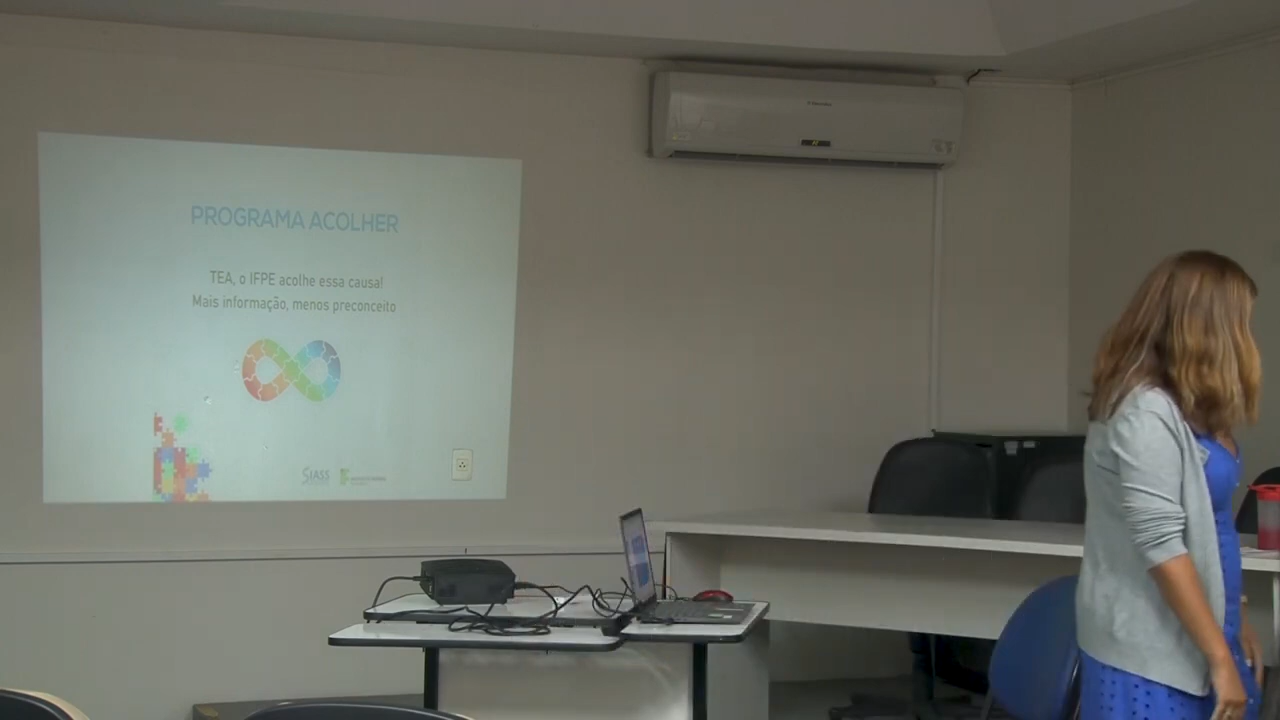 PROGRAMA ACOLHER
TEA, o IFPE acolhe essa causa!
Mais informação, menos preconceito
SIASS